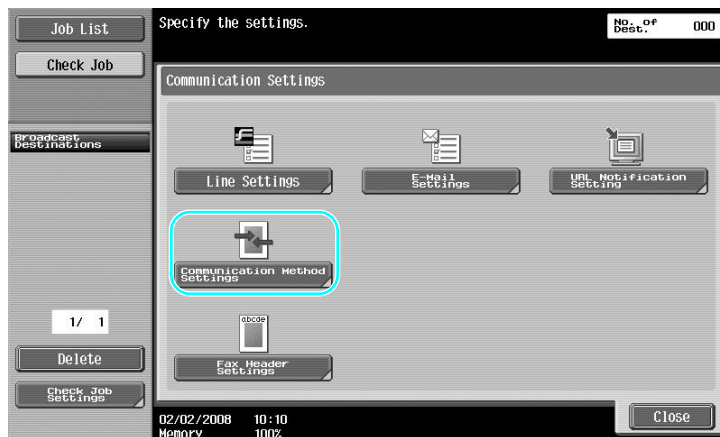 Job List
Check Job
Broadcast
Destinations
1/ 1
Delete
Check Job
Settings
Specify the settings.
No. of
Dest.
000
Communication Settings
Line Settings
E-Mail
Settings
URL Notification
Setting
Communication Method
Settings
abcde
Fax Header
Settings
02/02/2008 10:10
Memory 100%
Close